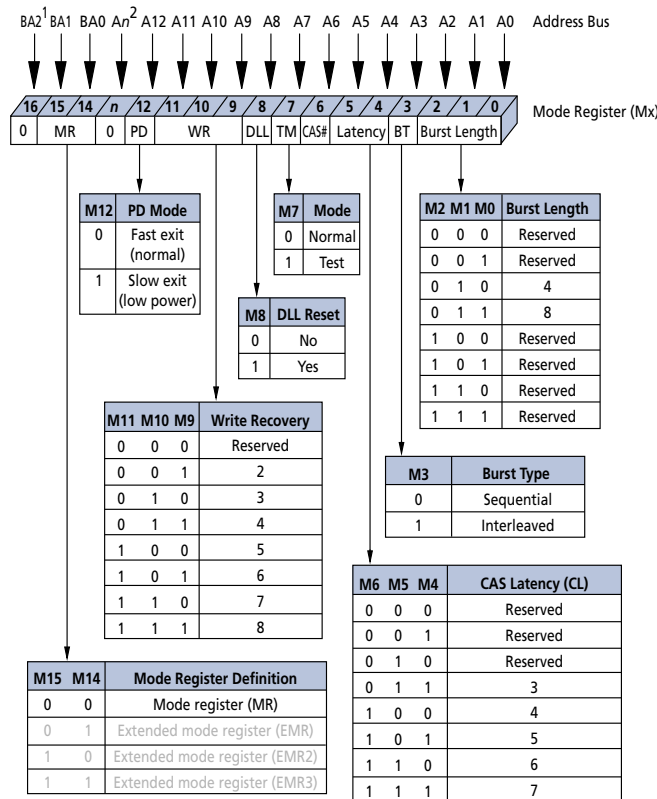 BA2¹ BA1 BA0 An² A12 A11 A10 A9 A8 A7 A6 A5 A4 A3 A2 A1 A0 Address Bus
16 15 14 n 12 11 10 9 8 7 6 5 4 3 2 1 0
Mode Register (Mx)
0 MR 0 PD WR DLL TM CAS# Latency BT Burst Length
M12 PD Mode
0 Fast exit
(normal)
1 Slow exit
(low power)
M7 Mode
0 Normal
1 Test
M2 M1 M0 Burst Length
0 0 0 Reserved
0 0 1 Reserved
0 1 0 4
0 1 1 8
1 0 0 Reserved
1 0 1 Reserved
1 1 0 Reserved
1 1 1 Reserved
M8 DLL Reset
0 No
1 Yes
M11 M10 M9 Write Recovery
0 0 0 Reserved
0 0 1 2
0 1 0 3
0 1 1 4
1 0 0 5
1 0 1 6
1 1 0 7
1 1 1 8
M3 Burst Type
0 Sequential
1 Interleaved
M6 M5 M4 CAS Latency (CL)
0 0 0 Reserved
0 0 1 Reserved
0 1 0 Reserved
0 1 1 3
1 0 0 4
1 0 1 5
1 1 0 6
1 1 1 7
M15 M14 Mode Register Definition
0 0 Mode register (MR)
0 1 Extended mode register (EMR)
1 0 Extended mode register (EMR2)
1 1 Extended mode register (EMR3)